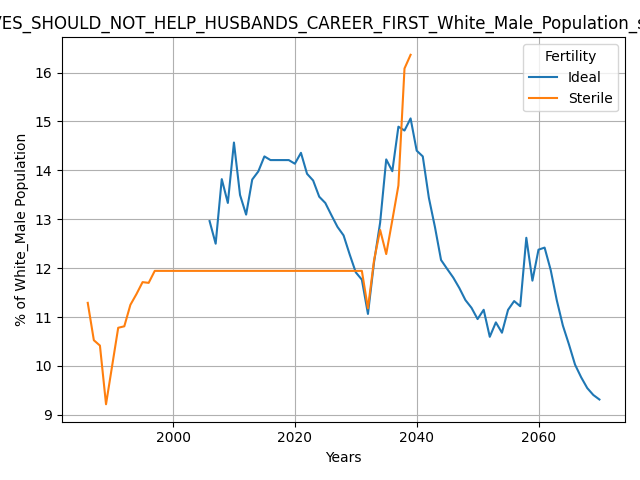 VES_SHOULD_NOT_HELP_HUSBANDS_CAREER_FIRST_White_Male_Population_s
Fertility
Ideal
Sterile
% of White_Male Population
16
15
14
13
12
11
10
9
2000 2020 2040 2060
Years